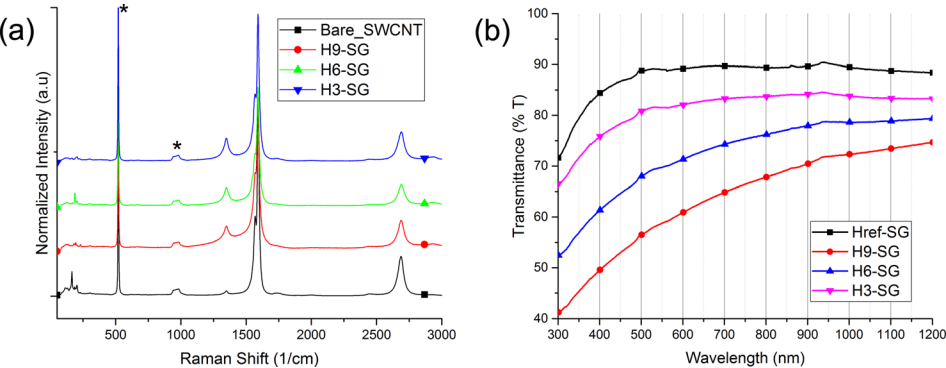 (a)
*
*
Bare_SWCNT
H9-SG
H6-SG
H3-SG
Normalized Intensity (a.u)
500 1000 1500 2000 2500 3000
Raman Shift (1/cm)
(b)
100
90
80
70
60
50
40
Transmittance (% T)
Href-SG
H9-SG
H6-SG
H3-SG
300 400 500 600 700 800 900 1000 1100 1200
Wavelength (nm)